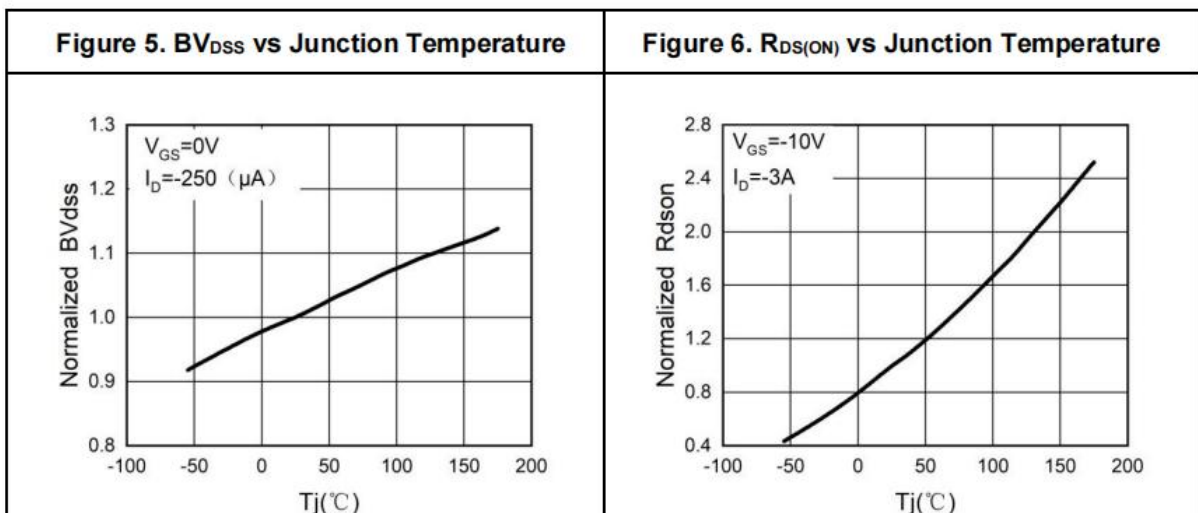 Figure 5. BVDSS vs Junction Temperature
Figure 6. RDS(ON) vs Junction Temperature
VGS=0V
ID=-250（μA）
1.3
1.2
1.1
1.0
0.9
0.8
Normalized BVdss
-100 -50 0 50 100 150 200
Tj(℃)
VGS=-10V
ID=-3A
2.8
2.4
2.0
1.6
1.2
0.8
0.4
Normalized Rdson
-100 -50 0 50 100 150 200
Tj(℃)